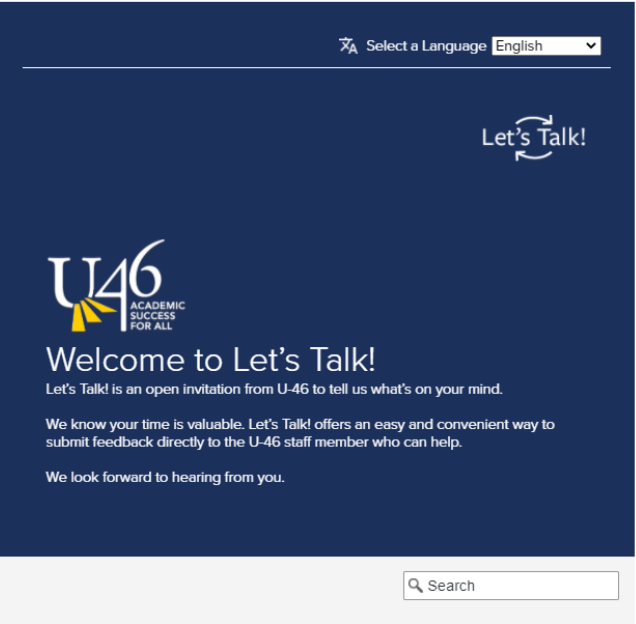 Select a Language English
Let's Talk!
U46
ACADEMIC
SUCCESS
FOR ALL
Welcome to Let's Talk!
Let's Talk! is an open invitation from U-46 to tell us what's on your mind.
We know your time is valuable. Let's Talk! offers an easy and convenient way to
submit feedback directly to the U-46 staff member who can help.
We look forward to hearing from you.
Search